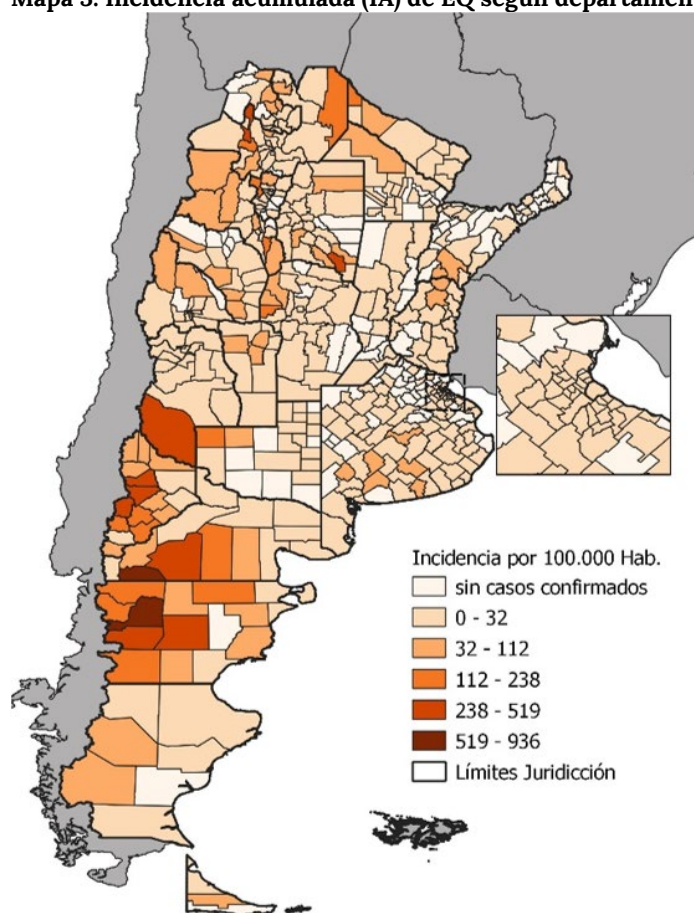 Mapa 3: Incidencia acumulada (IA) de EQ según departamen
Incidencia por 100.000 Hab.
sin casos confirmados
0 - 32
32 - 112
112 - 238
238 - 519
519 - 936
Límites Juridicción